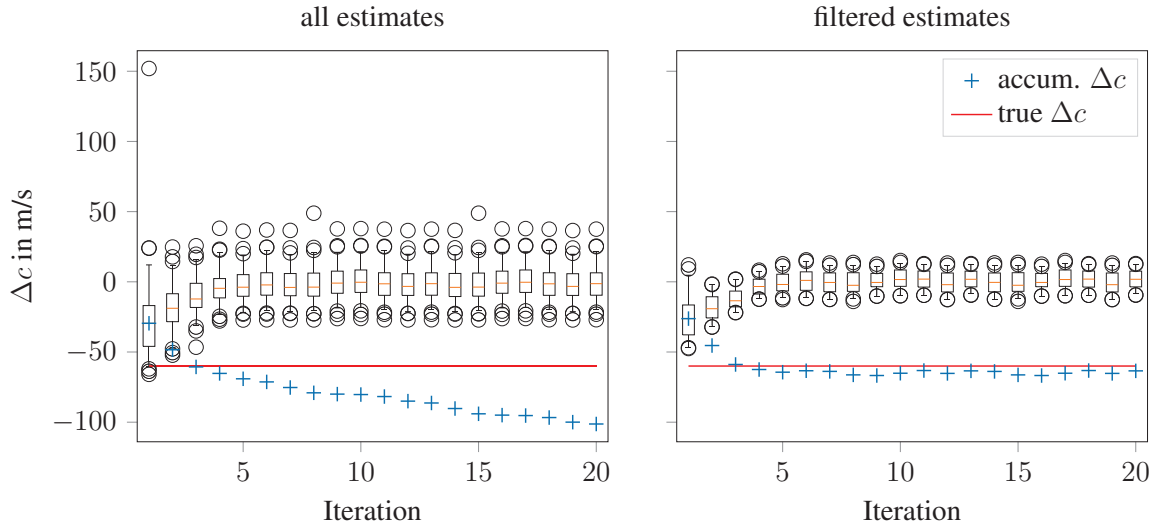 all estimates
filtered estimates
Δc in m/s
150
100
50
0
−50
−100
5
10
15
20
Iteration
accum. Δc
true Δc
5
10
15
20
Iteration